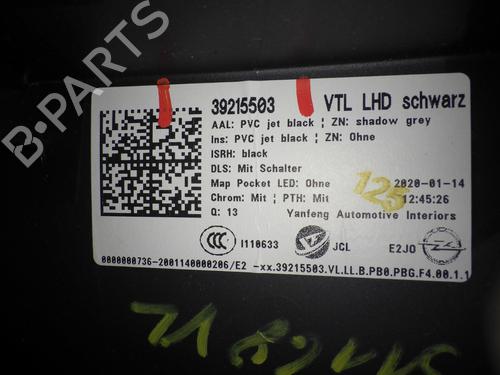 39215503 VTL LHD schwarz
AAL: PVC jet black ¦ ZN: shadow grey
Ins: PVC jet black ¦ ZN: Ohne
ISRH: black
DLS: Mit Schalter
Map Pocket LED: Ohne 2020-01-14
Chrom: Mit ¦ PTH: Mit 12:45:26
Q: 13 Yanfeng Automotive Interiors
125
CCC I110633 JCL E2JO
0000000736-2001140000206/E2 -xx.39215503.VL.LL.B.PB0.PBG.F4.00.1.1
B-PARTS